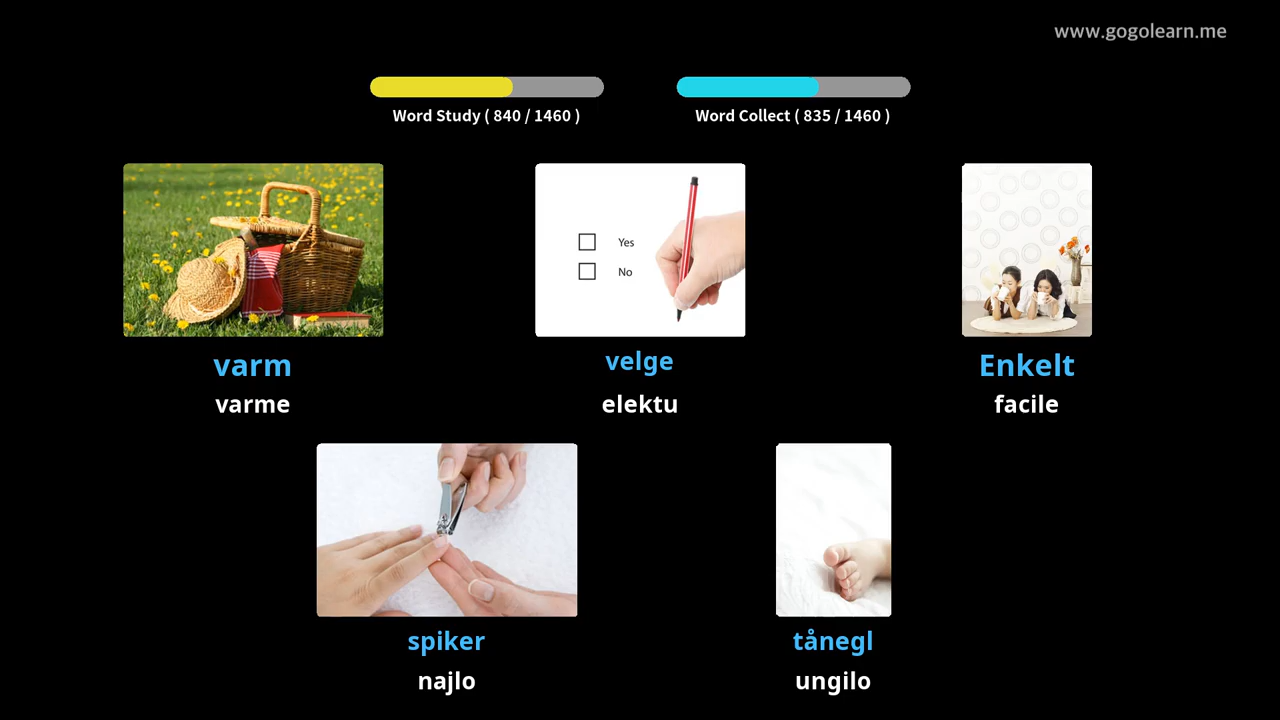 www.gogolearn.me
Word Study ( 840 / 1460 )
Word Collect ( 835 / 1460 )
Yes
No
varm
varme
velge
elektu
Enkelt
facile
spiker
najlo
tånegl
ungilo